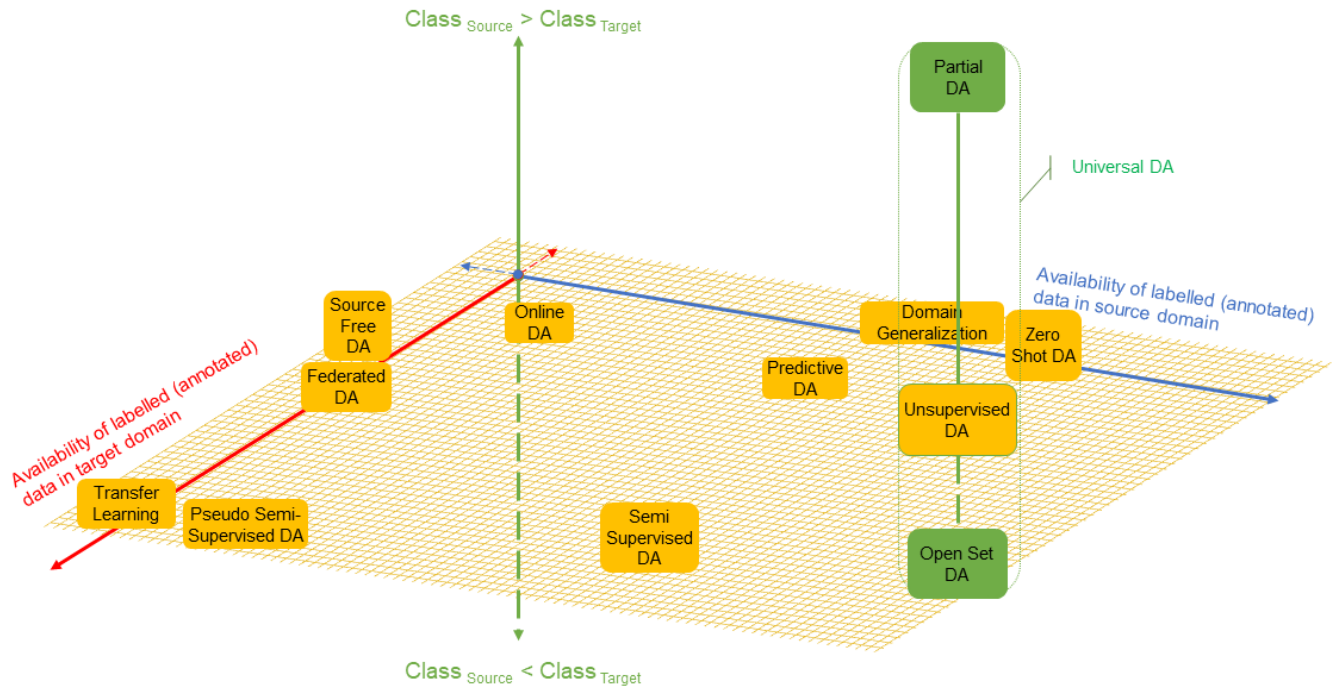 Class Source > Class Target
Partial
DA
Universal DA
Availability of labelled (annotated)
data in source domain
Source
Free
DA
Online
DA
Domain
Generalization
Zero
Shot DA
Federated
DA
Predictive
DA
Unsupervised
DA
Availability of labelled (annotated)
data in target domain
Transfer
Learning
Pseudo Semi-
Supervised DA
Semi
Supervised
DA
Open Set
DA
Class Source < Class Target